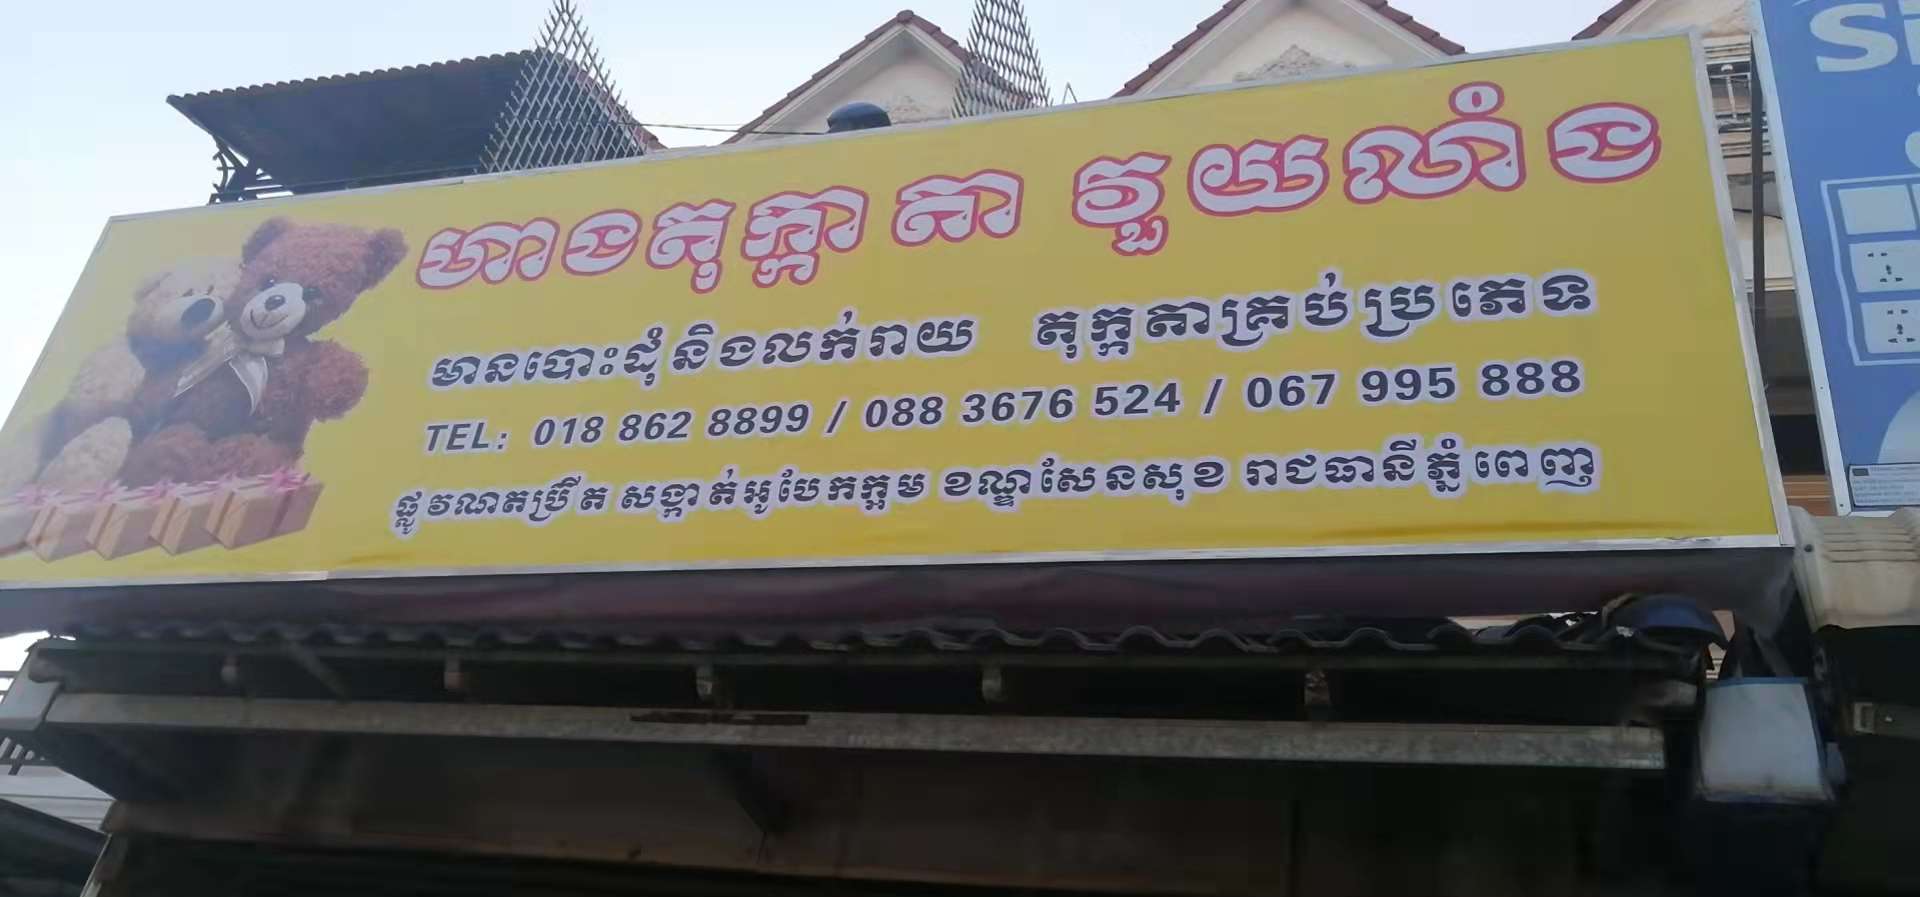 ហាងតុក្កាតា វួយលាំង
មានបោះដុំនិងលក់រាយ តុក្កតាគ្រប់ប្រភេទ
TEL: 018 862 8899 / 088 3676 524 / 067 995 888
ផ្លូវណតប្រ៊ីត សង្កាត់អូបែកក្អម ខណ្ឌសែនសុខ រាជធានីភ្នំពេញ